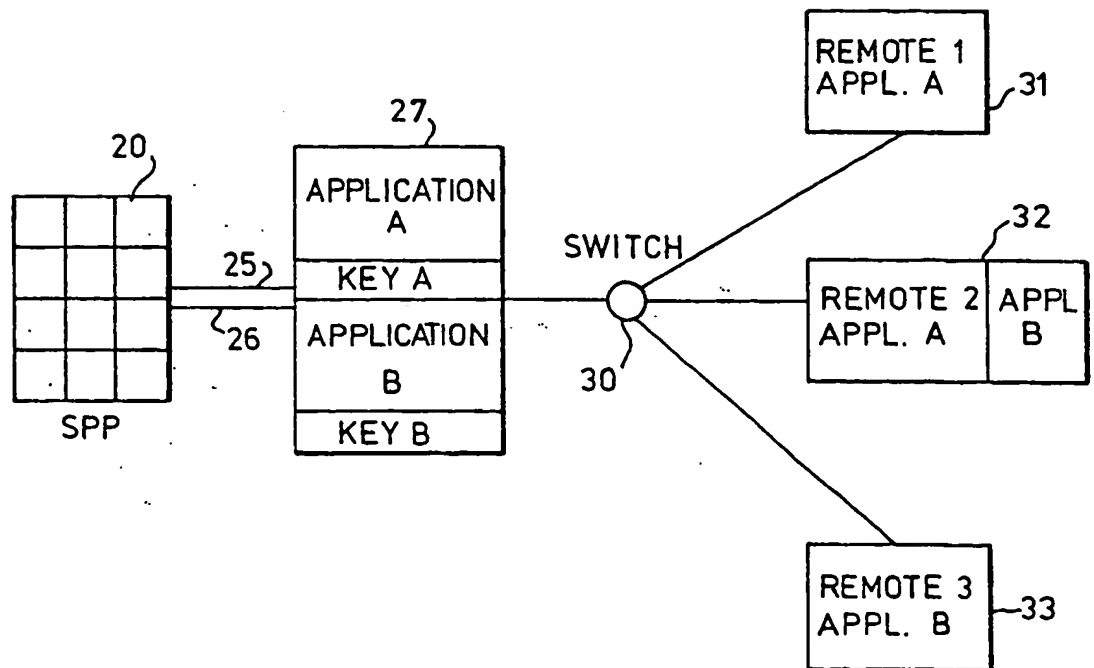 20
SPP
25
26
27
APPLICATION
A
KEY A
APPLICATION
B
KEY B
SWITCH
30
REMOTE 1
APPL. A
31
32
REMOTE 2
APPL. A
APPL
B
REMOTE 3
APPL. B
33